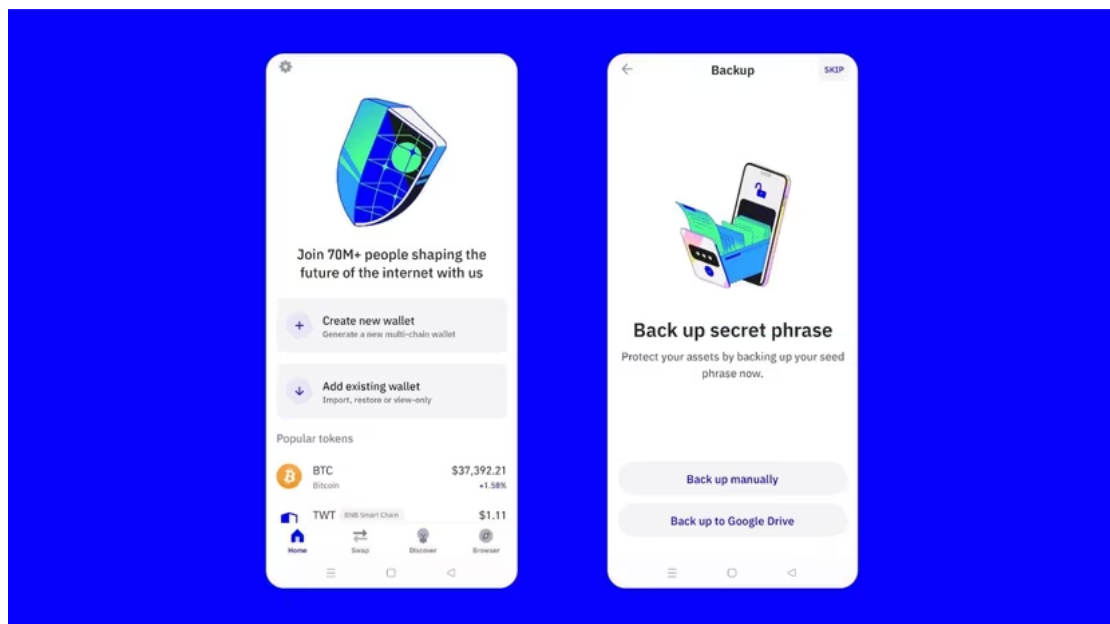 Join 70M+ people shaping the
future of the internet with us
Create new wallet
Generate a new multi-chain wallet
Add existing wallet
Import, restore or view-only
Popular tokens
BTC
$37,392.21
Bitcoin
+1.58%
TWT
BNB Smart Chain
$1.11
Home
Swap
Discover
Browser
Backup
SKIP
Back up secret phrase
Protect your assets by backing up your seed
phrase now.
Back up manually
Back up to Google Drive